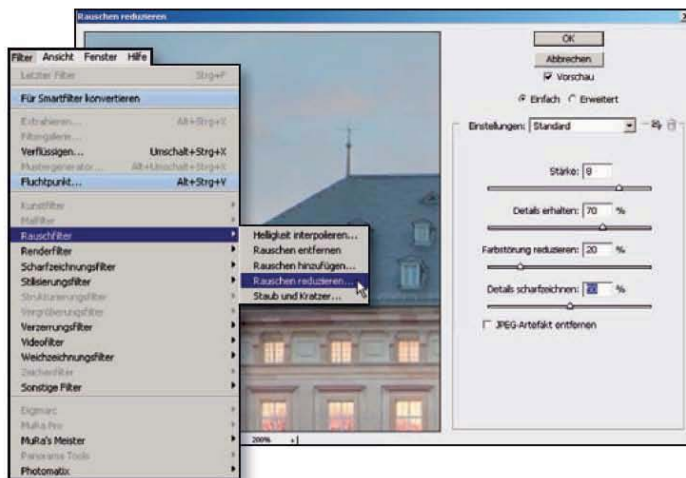 Rauschen reduzieren
OK
Abbrechen
Vorschau
Einfach Erweitert
Einstellungen: Standard
Stärke: 8
Details erhalten: 70 %
Farbstörung reduzieren: 20 %
Details scharfzeichnen: 50 %
JPEG-Artefakt entfernen
200%
Filter Ansicht Fenster Hilfe
Letzter Filter Strg+F
Für Smartfilter konvertieren
Extrahieren... Alt+Strg+X
Filtergalerie...
Verflüssigen... Umschalt+Strg+X
Mustergenerator... Alt+Umschalt+Strg+X
Fluchtpunkt... Alt+Strg+V
Kunstfilter
Malfilter
Rauschfilter
Renderfilter
Scharfzeichnungsfilter
Stilisierungsfilter
Strukturierungsfilter
Vergröberungsfilter
Verzerrungsfilter
Videofilter
Weichzeichnungsfilter
Zeichenfilter
Sonstige Filter
Digimarc
MuRa Pro
MuRa's Meister
Panorama Tools
Photomatix
Helligkeit interpolieren...
Rauschen entfernen
Rauschen hinzufügen...
Rauschen reduzieren...
Staub und Kratzer...